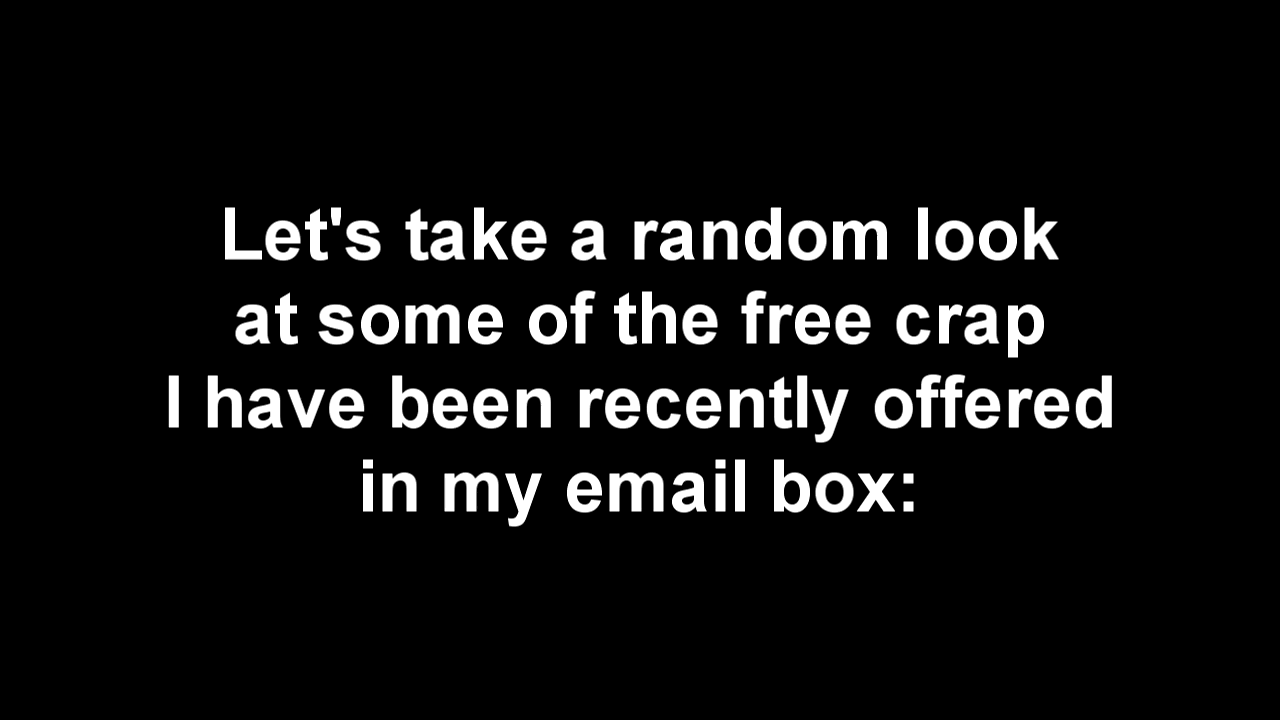 Let's take a random look
at some of the free crap
I have been recently offered
in my email box: